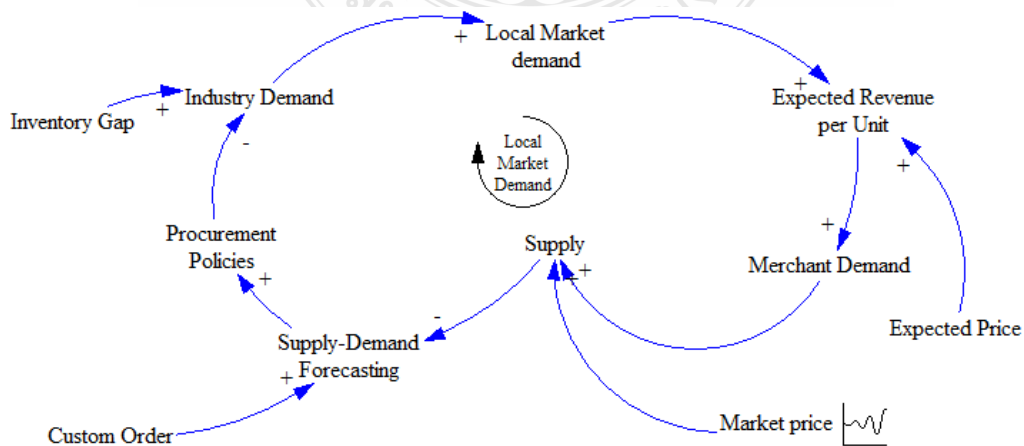 Local Market
demand
+
Industry Demand
+
Inventory Gap
+
Expected Revenue
per Unit
-
+
Local
Market
Demand
Procurement
Policies
+
Supply
+
Merchant Demand
+
+
-
Expected Price
Supply-Demand
Forecasting
+
Market price
Custom Order